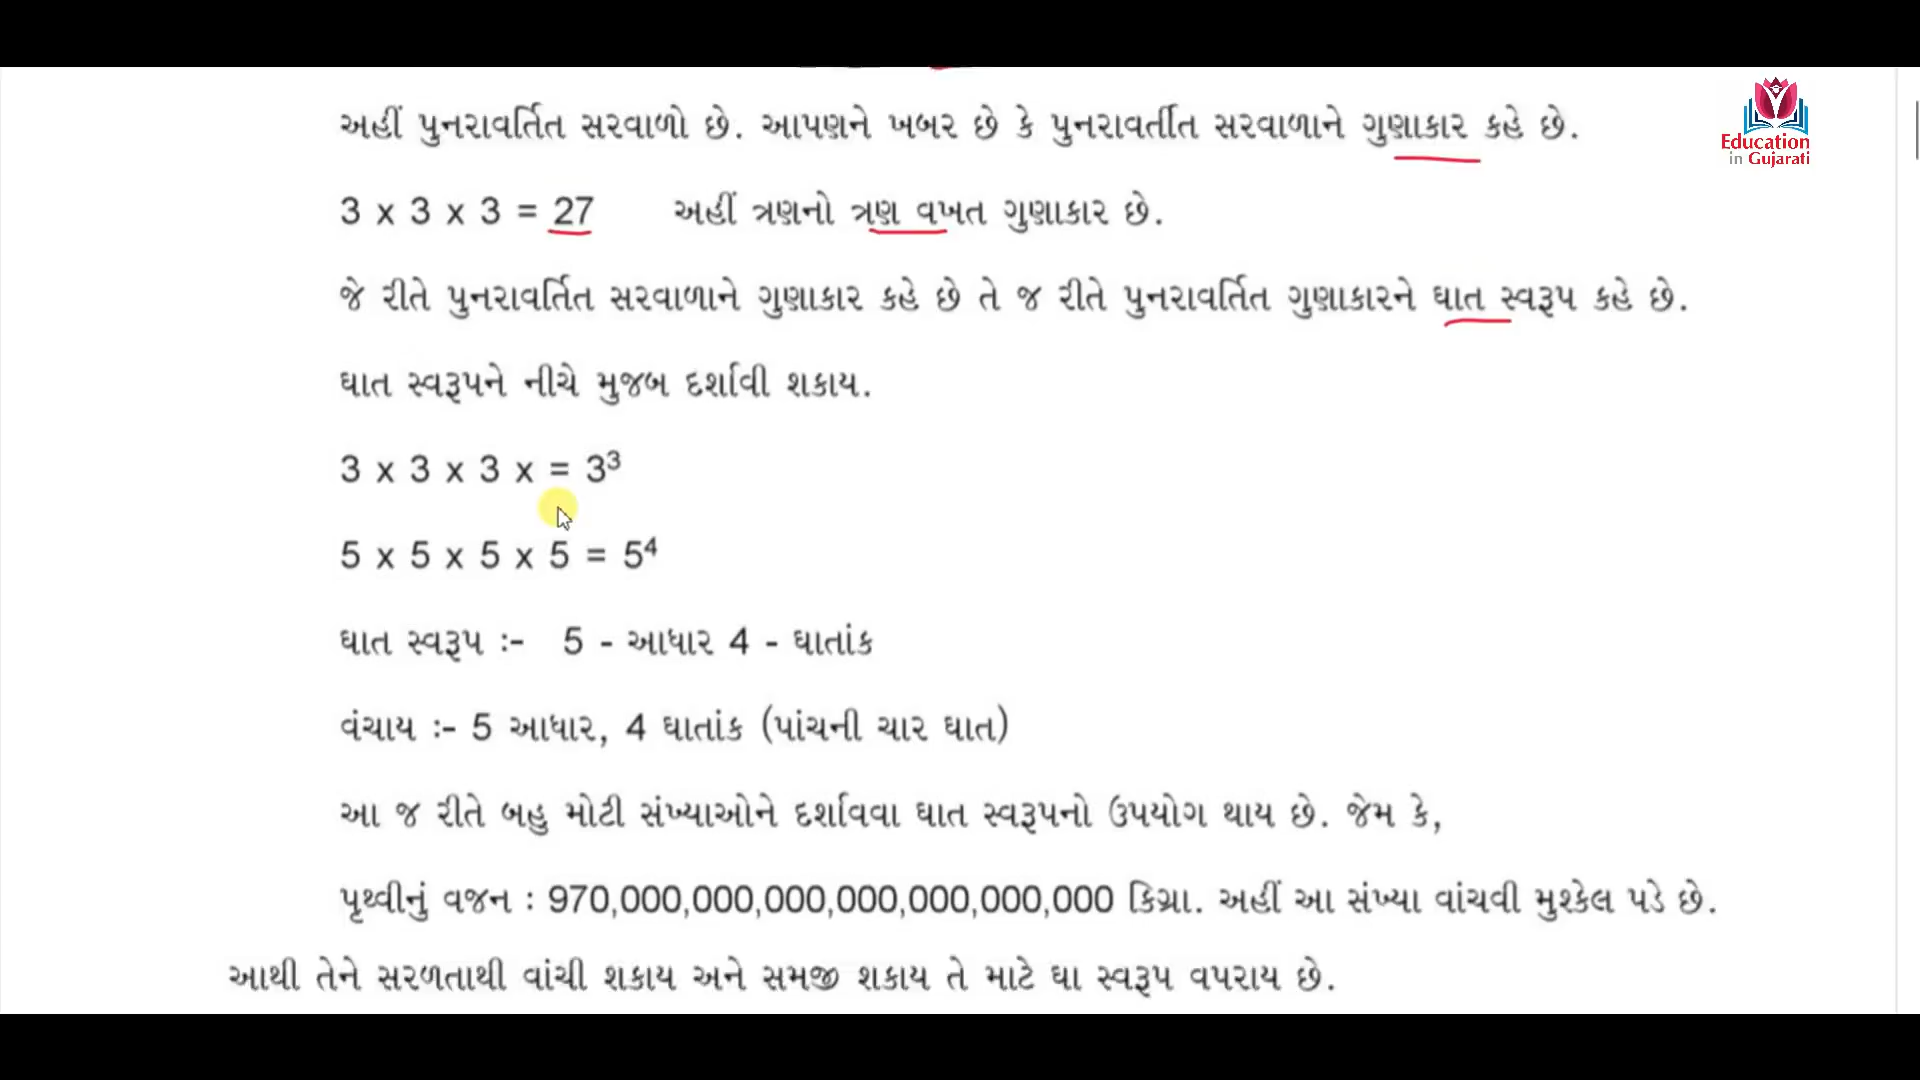 અહીં પુનરાવર્તિત સરવાળો છે. આપણને ખબર છે કે પુનરાવર્તીત સરવાળાને ગુણાકાર કહે છે.
Education
in Gujarati
3 x 3 x 3 = 27 અહીં ત્રણનો ત્રણ વખત ગુણાકાર છે.
જે રીતે પુનરાવર્તિત સરવાળાને ગુણાકાર કહે છે તે જ રીતે પુનરાવર્તિત ગુણાકારને ઘાત સ્વરૂપ કહે છે.
ઘાત સ્વરૂપને નીચે મુજબ દર્શાવી શકાય.
3 x 3 x 3 x = 3³
5 x 5 x 5 x 5 = 5⁴
ઘાત સ્વરૂપ :- 5 - આધાર 4 - ઘાતાંક
વંચાય :- 5 આધાર, 4 ઘાતાંક (પાંચની ચાર ઘાત)
આ જ રીતે બહુ મોટી સંખ્યાઓને દર્શાવવા ઘાત સ્વરૂપનો ઉપયોગ થાય છે. જેમ કે,
પૃથ્વીનું વજન : 970,000,000,000,000,000,000,000 કિગ્રા. અહીં આ સંખ્યા વાંચવી મુશ્કેલ પડે છે.
આથી તેને સરળતાથી વાંચી શકાય અને સમજી શકાય તે માટે ઘા સ્વરૂપ વપરાય છે.